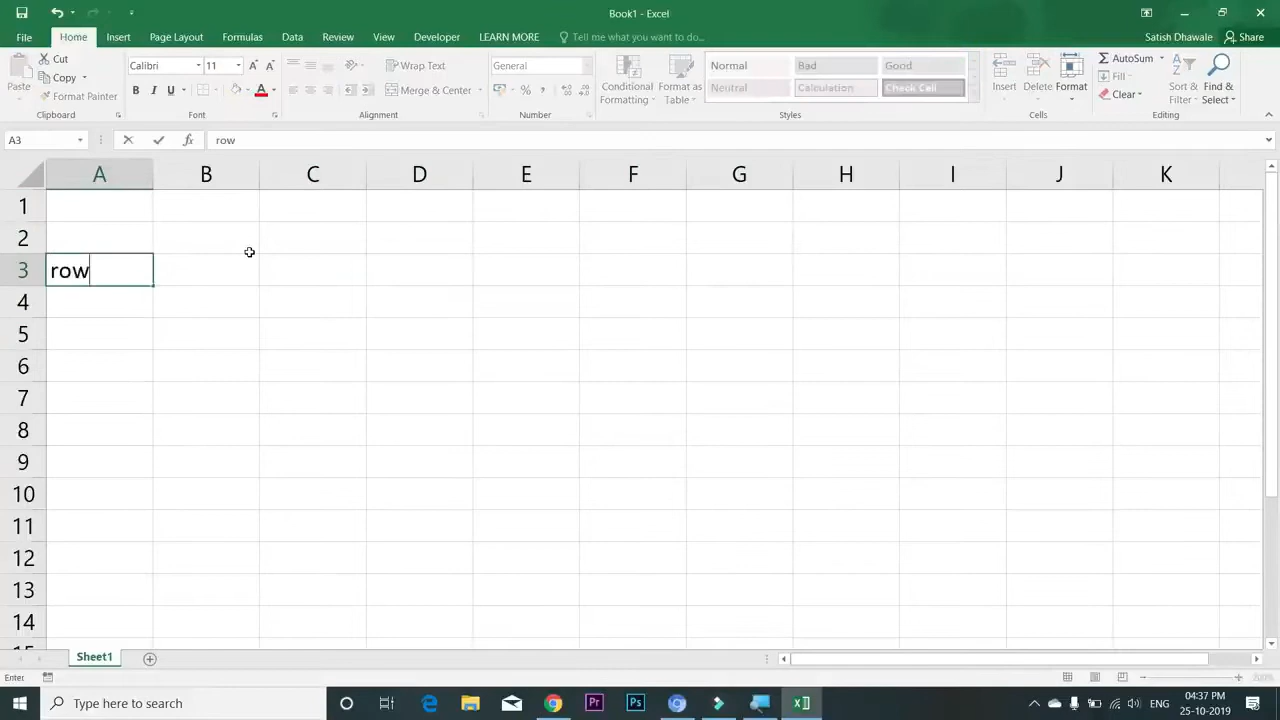 Book1 - Excel
File Home Insert Page Layout Formulas Data Review View Developer LEARN MORE Tell me what you want to do... Satish Dhawale Share
Cut Calibri 11 Wrap Text General Normal Bad Good AutoSum
Paste Copy Format Painter B I U Merge & Center % , Conditional Formatting Format as Table Neutral Calculation Check Cell Insert Delete Format Fill Clear Sort & Filter Find & Select
Clipboard Font Alignment Number Styles Cells Editing
A3 fx row
A B C D E F G H I J K
1
2
3 row
4
5
6
7
8
9
10
11
12
13
14
15
Sheet1
Enter
Type here to search Pr Ps ENG 04:37 PM
25-10-2019